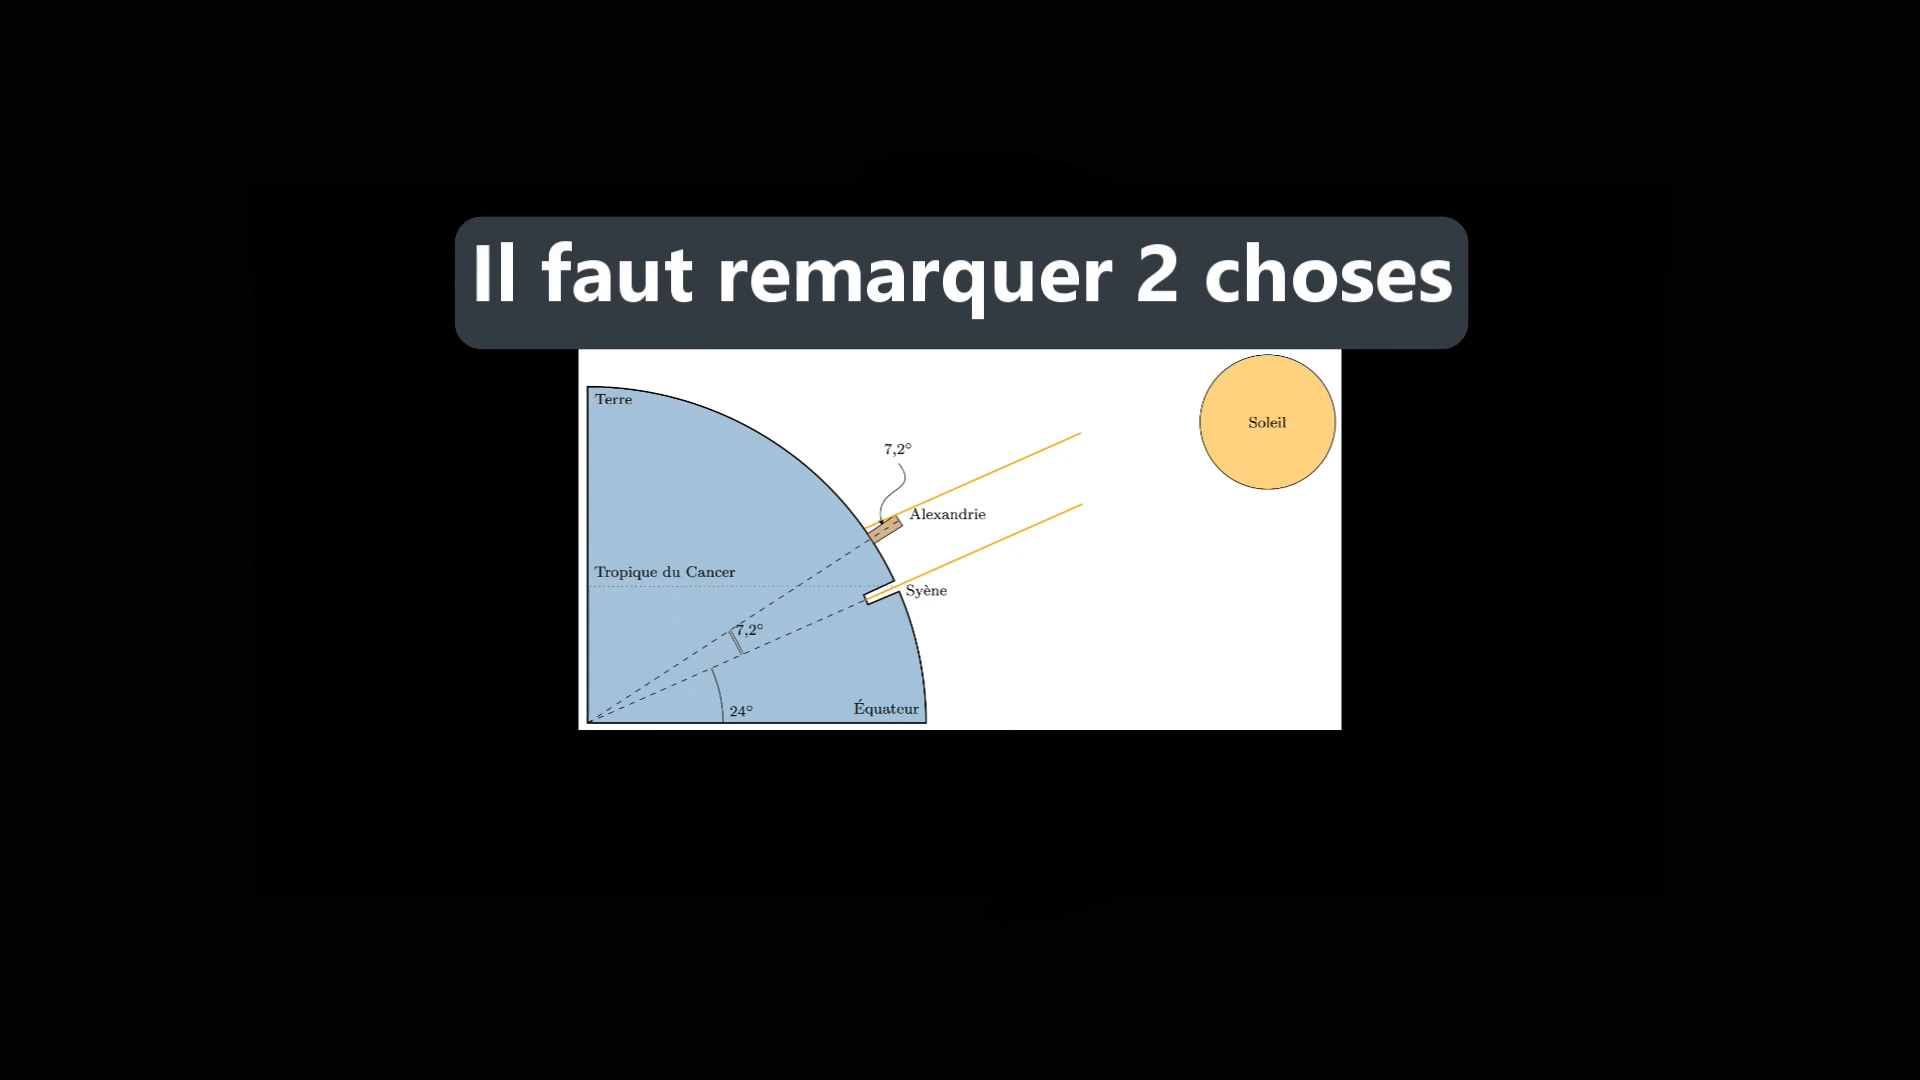 Il faut remarquer 2 choses
Terre
Soleil
7,2°
Alexandrie
Tropique du Cancer
Syène
7,2°
Équateur
24°